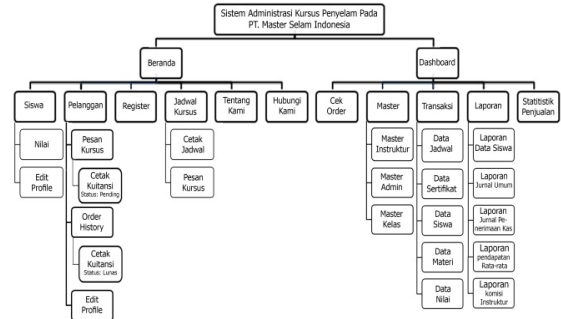 Sistem Administrasi Kursus Penyelam Pada
PT. Master Selam Indonesia
Beranda
Dashboard
Siswa
Pelanggan
Register
Jadwal
Kursus
Tentang
Kami
Hubungi
Kami
Cek
Order
Master
Transaksi
Laporan
Statitistik
Penjualan
Nilai
Edit
Profile
Pesan
Kursus
Cetak
Kuitansi
Status: Pending
Order
History
Cetak
Kuitansi
Status: Lunas
Edit
Profile
Cetak
Jadwal
Pesan
Kursus
Master
Instruktur
Master
Admin
Master
Kelas
Data
Jadwal
Data
Sertifikat
Data
Siswa
Data
Materi
Data
Nilai
Laporan
Data Siswa
Laporan
Jurnal Umum
Laporan
Jurnal Pe-
nerimaan Kas
Laporan
pendapatan
Rata-rata
Laporan
komisi
Instruktur